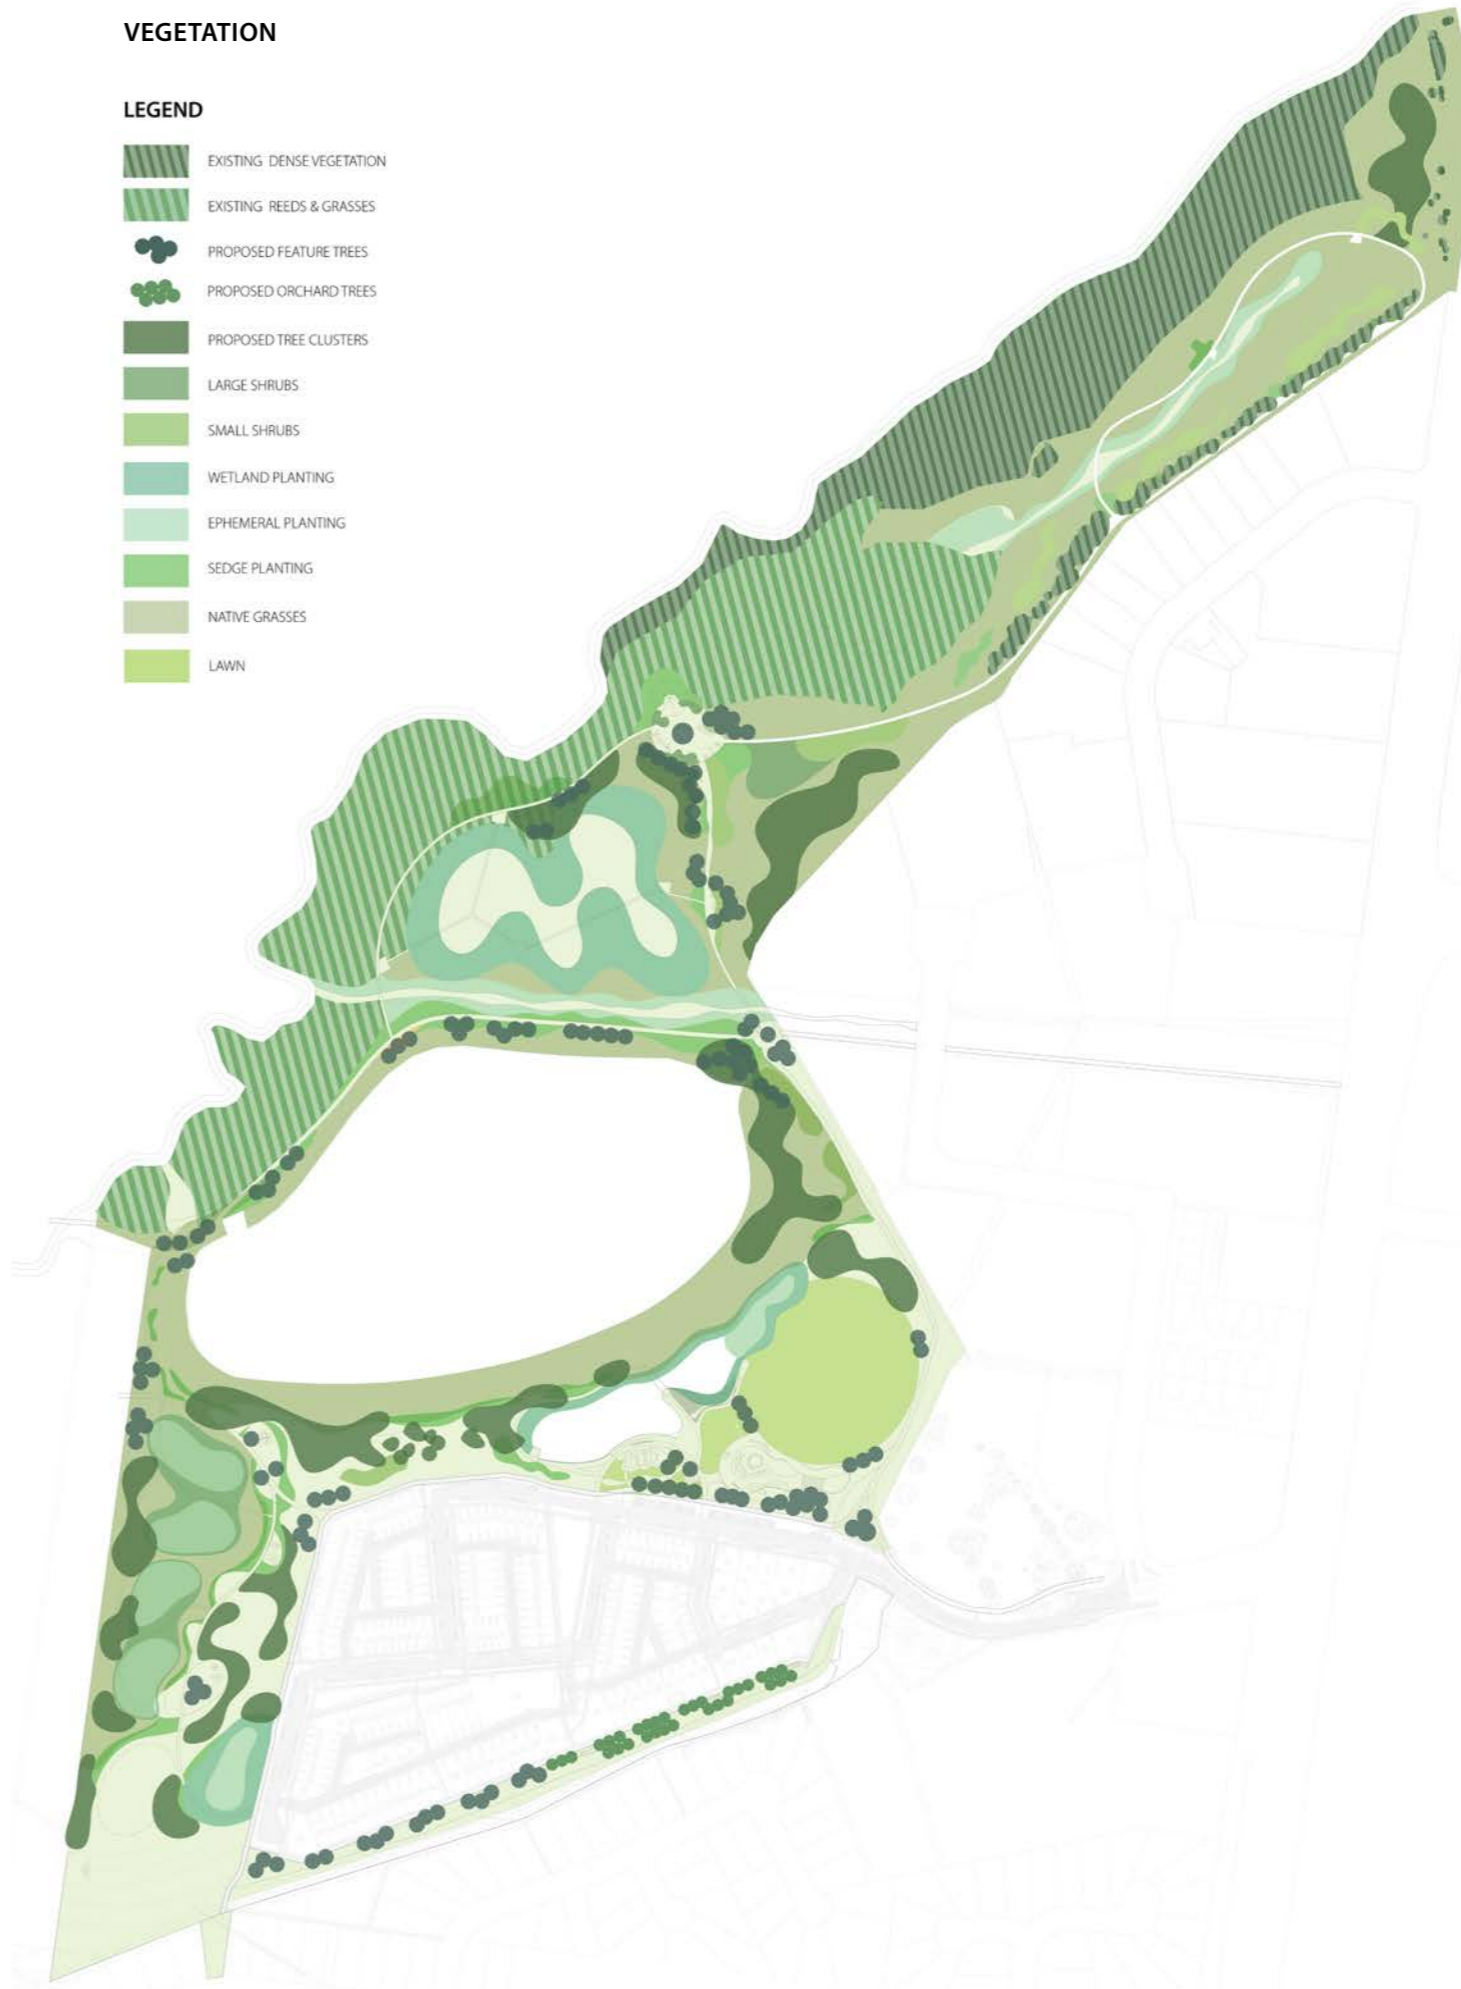 VEGETATION
LEGEND
EXISTING DENSE VEGETATION
EXISTING REEDS & GRASSES
PROPOSED FEATURE TREES
PROPOSED ORCHARD TREES
PROPOSED TREE CLUSTERS
LARGE SHRUBS
SMALL SHRUBS
WETLAND PLANTING
EPHEMERAL PLANTING
SEDGE PLANTING
NATIVE GRASSES
LAWN